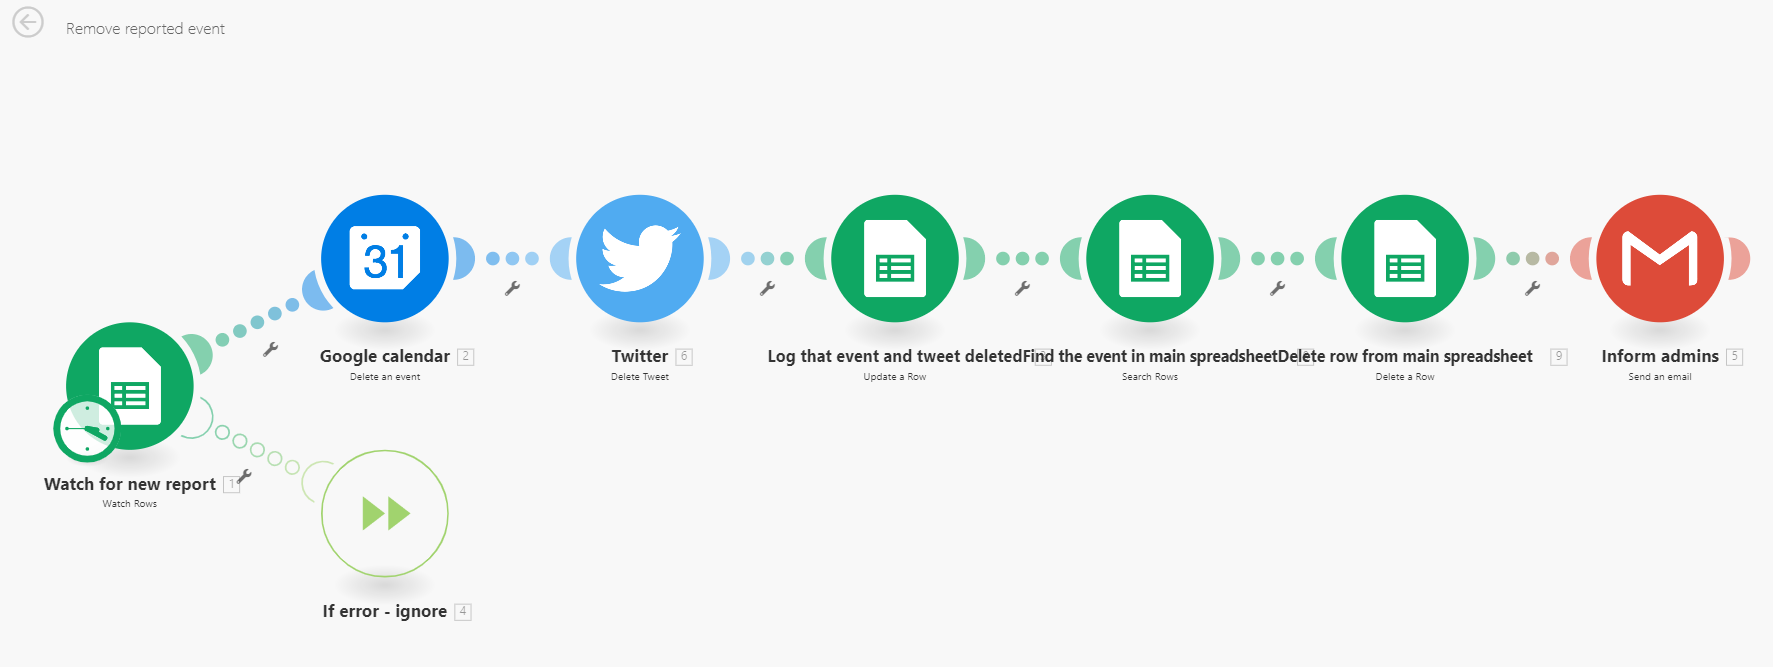 Remove reported event
31
Google calendar 2
Delete an event
Twitter 6
Delete Tweet
Log that event and tweet deleted
Update a Row
Find the event in main spreadsheet
Search Rows
Delete row from main spreadsheet 9
Delete a Row
Inform admins 5
Send an email
Watch for new report 1
Watch Rows
If error - ignore 4